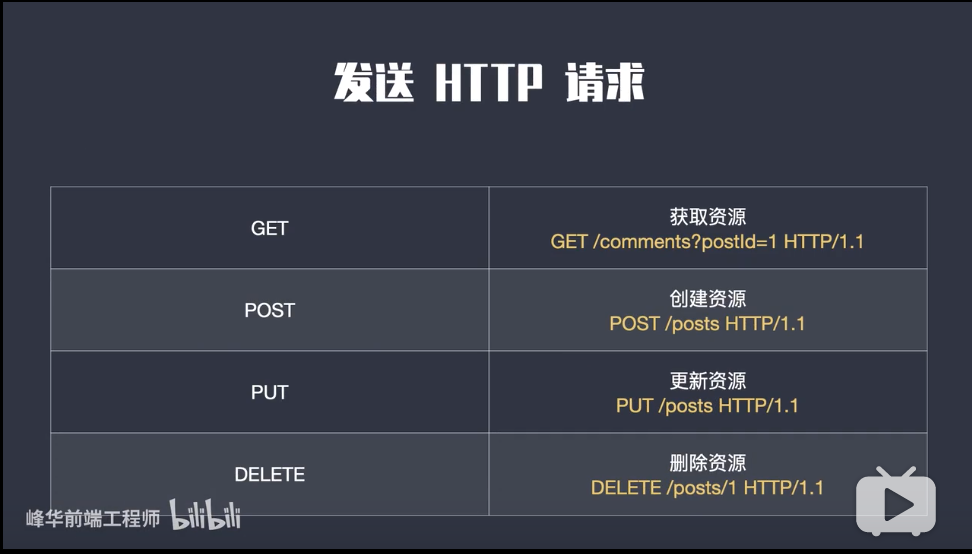 发送 HTTP 请求
GET
获取资源
GET /comments?postId=1 HTTP/1.1
POST
创建资源
POST /posts HTTP/1.1
PUT
更新资源
PUT /posts HTTP/1.1
DELETE
删除资源
DELETE /posts/1 HTTP/1.1
峰华前端工程师 bilibili